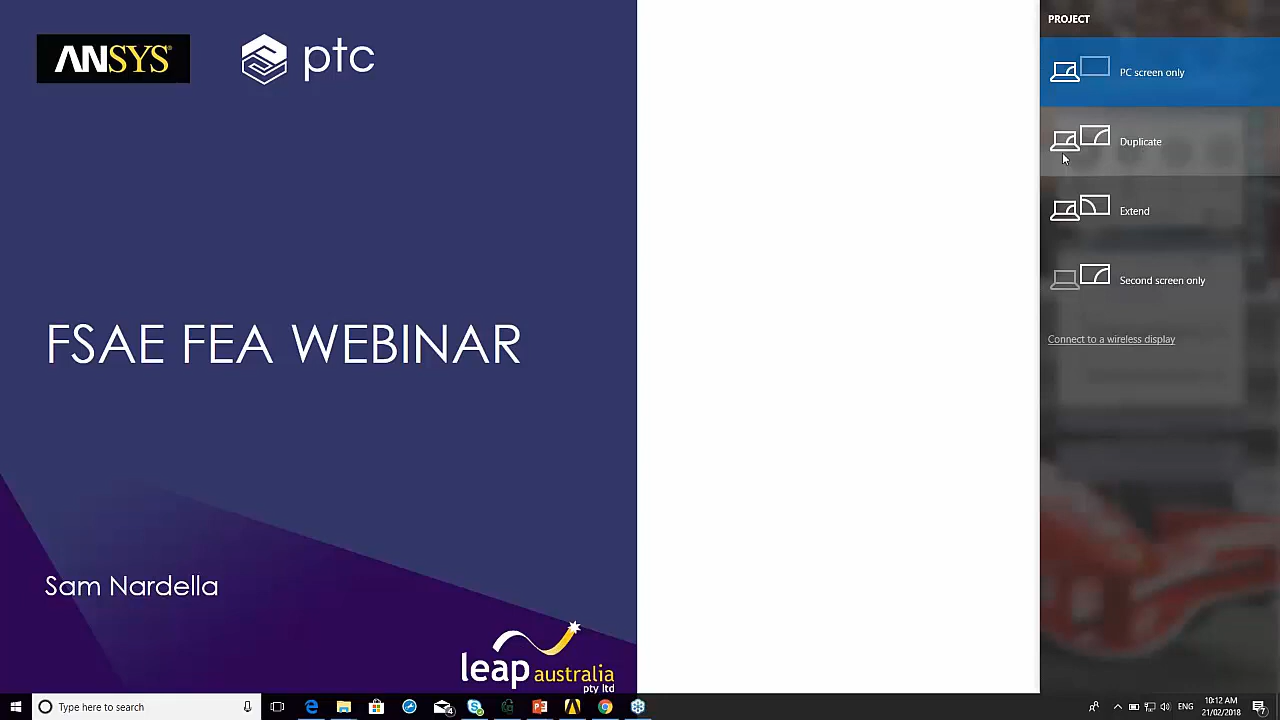 ANSYS
ptc
FSAE FEA WEBINAR
Sam Nardella
leap australia
pty ltd
PROJECT
PC screen only
Duplicate
Extend
Second screen only
Connect to a wireless display
Type here to search
ENG
10:12 AM
21/02/2018